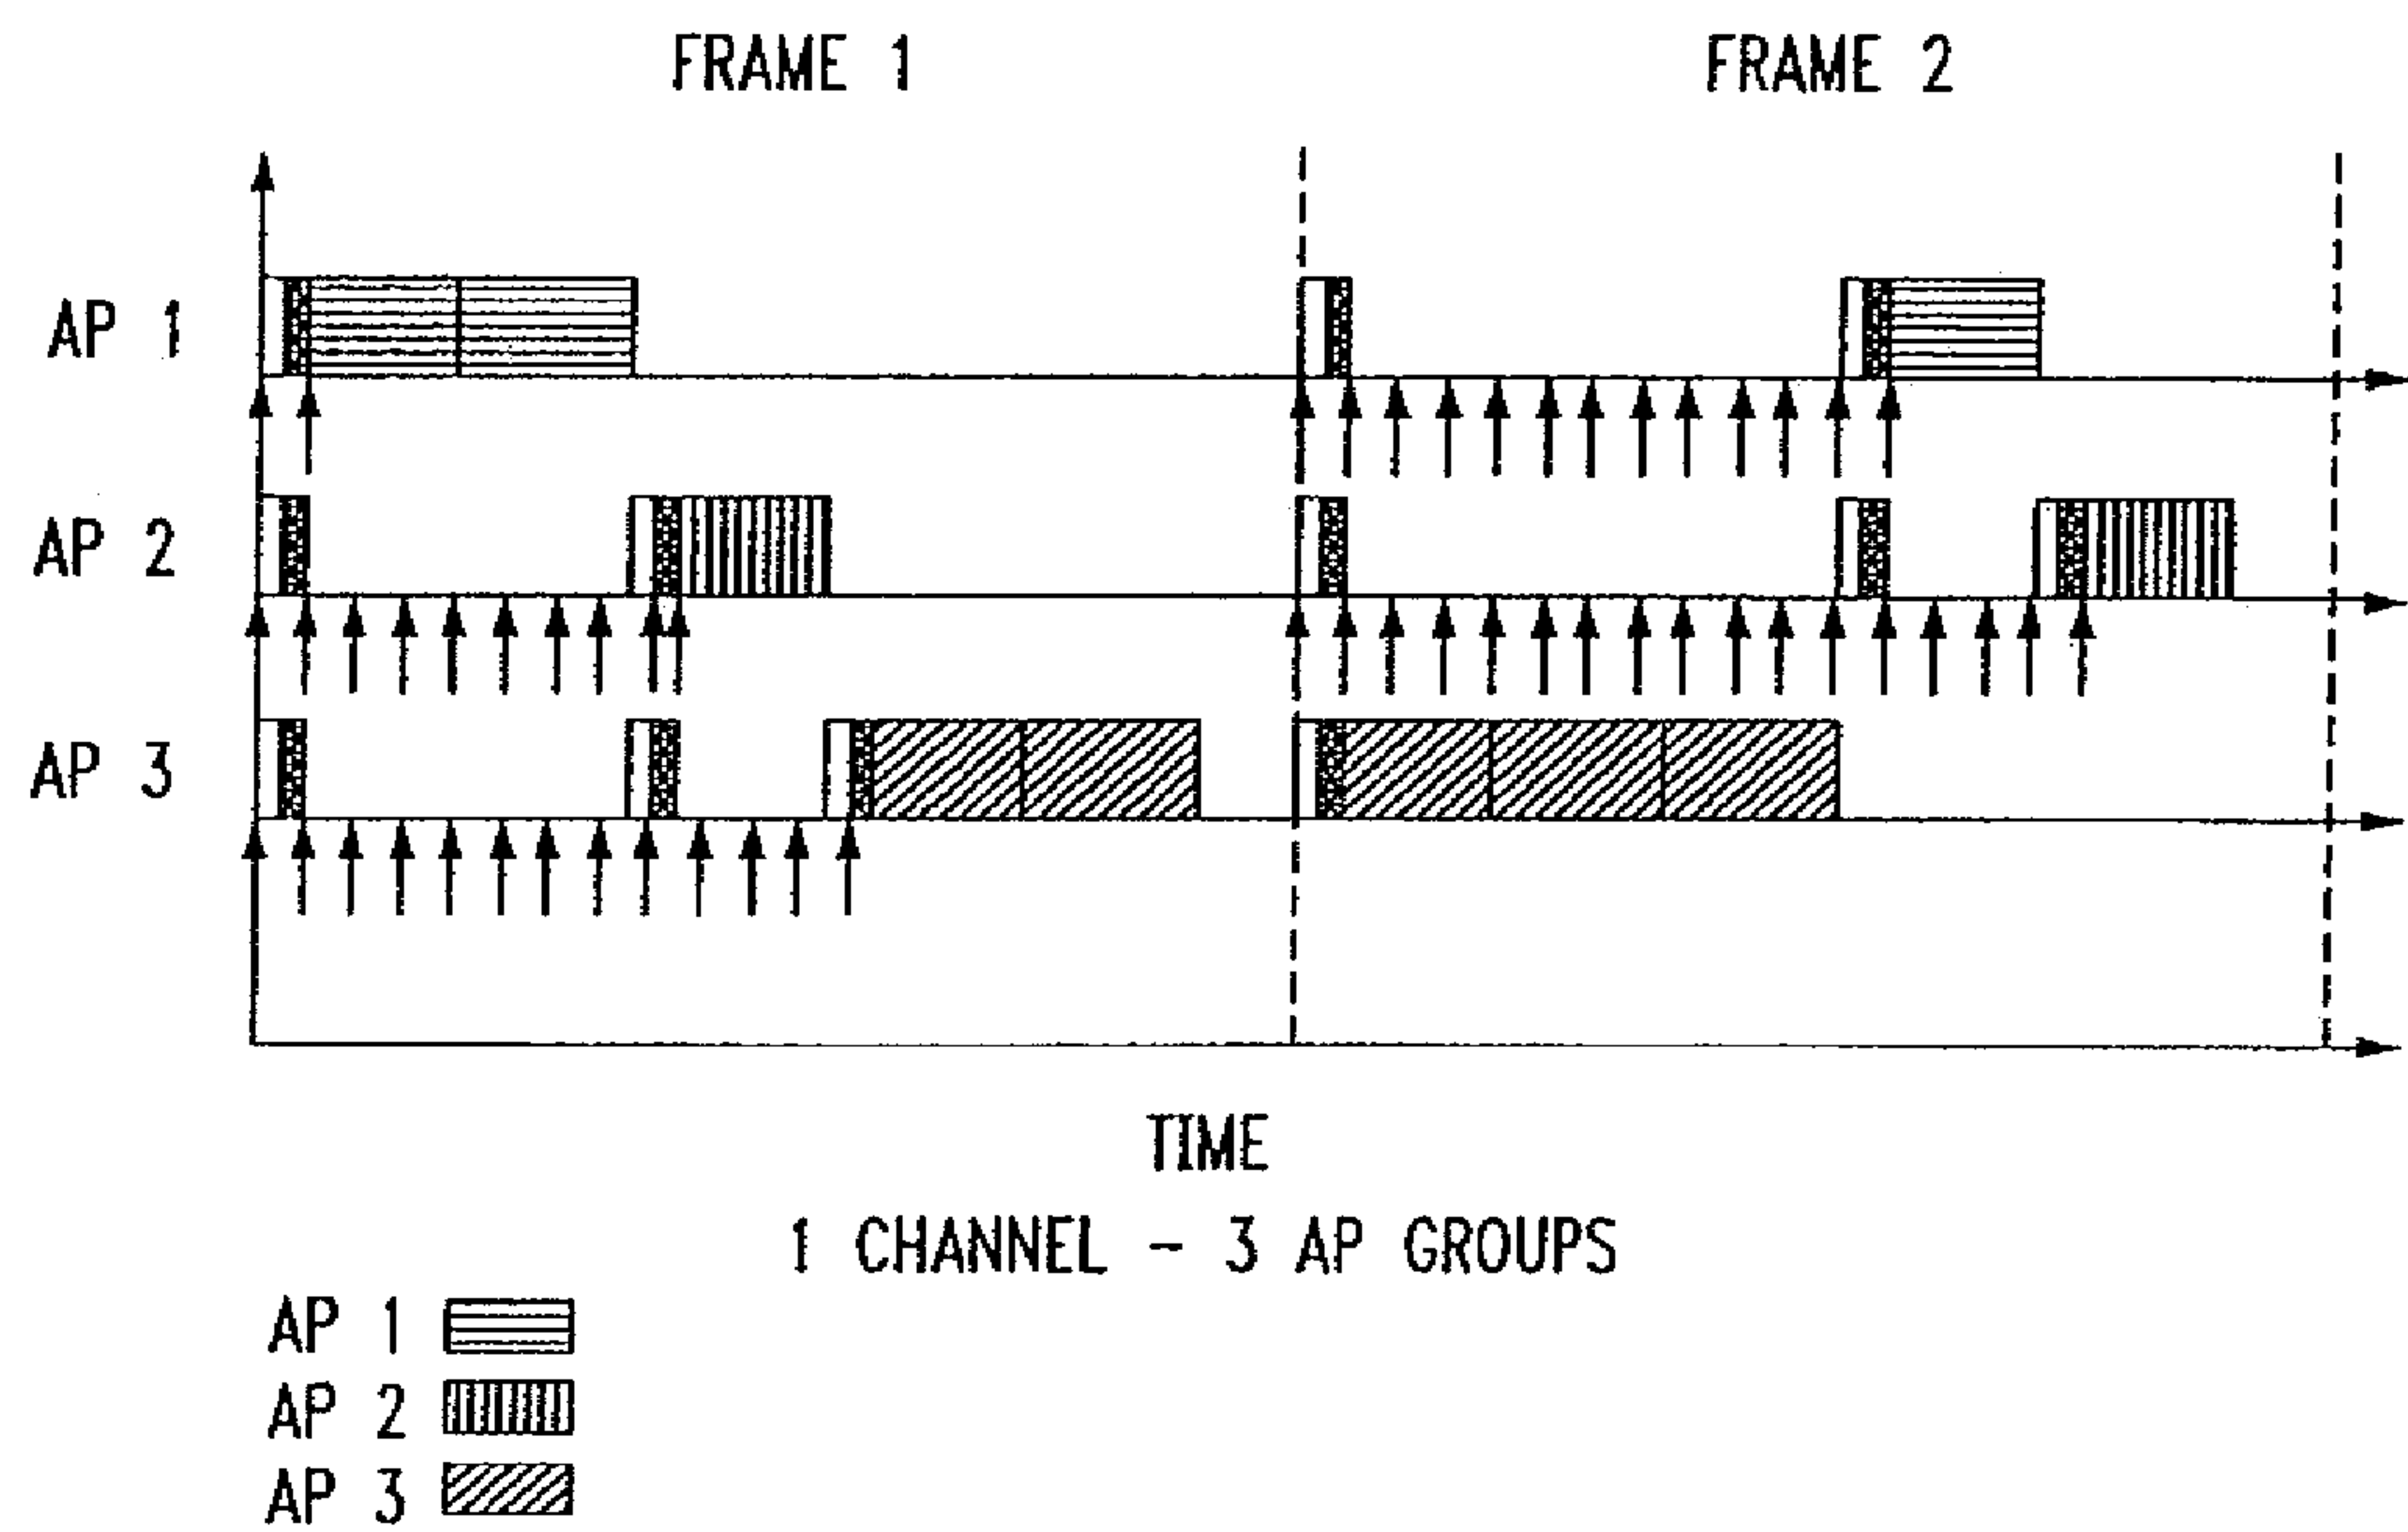 FRAME 1
FRAME 2
AP 1
AP 2
AP 3
TIME
1 CHANNEL - 3 AP GROUPS
AP 1
AP 2
AP 3